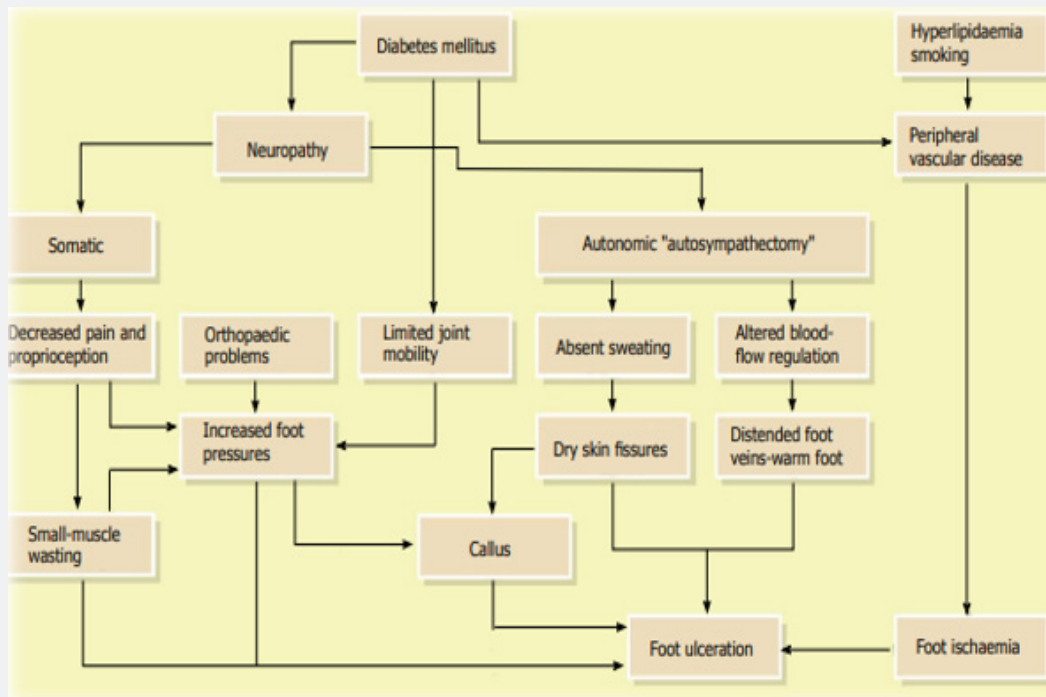 Diabetes mellitus
Hyperlipidaemia
smoking
Neuropathy
Peripheral
vascular disease
Somatic
Autonomic "autosympathectomy"
Decreased pain and
proprioception
Orthopaedic
problems
Limited joint
mobility
Absent sweating
Altered blood-
flow regulation
Increased foot
pressures
Dry skin fissures
Distended foot
veins-warm foot
Small-muscle
wasting
Callus
Foot ulceration
Foot ischaemia